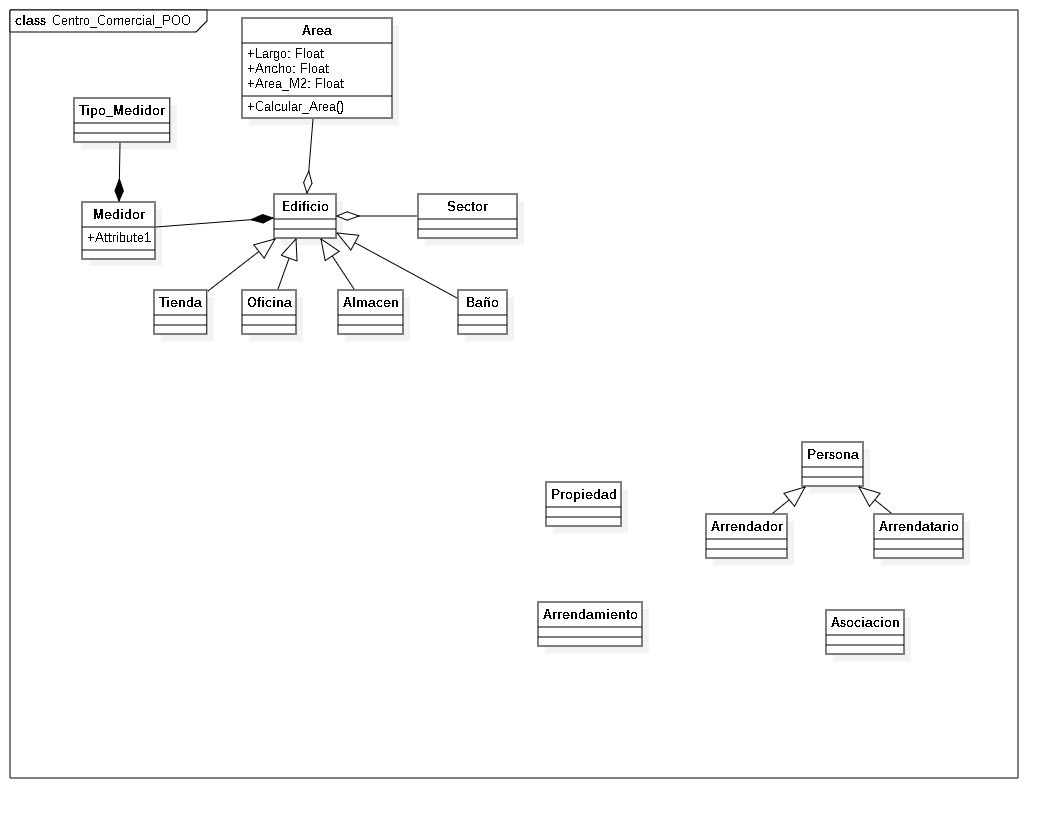 class Centro_Comercial_POO
Area
+Largo: Float
+Ancho: Float
+Area_M2: Float
+Calcular_Area()
Tipo_Medidor
Medidor
+Attribute1
Edificio
Sector
Tienda
Oficina
Almacen
Baño
Persona
Propiedad
Arrendador
Arrendatario
Arrendamiento
Asociacion